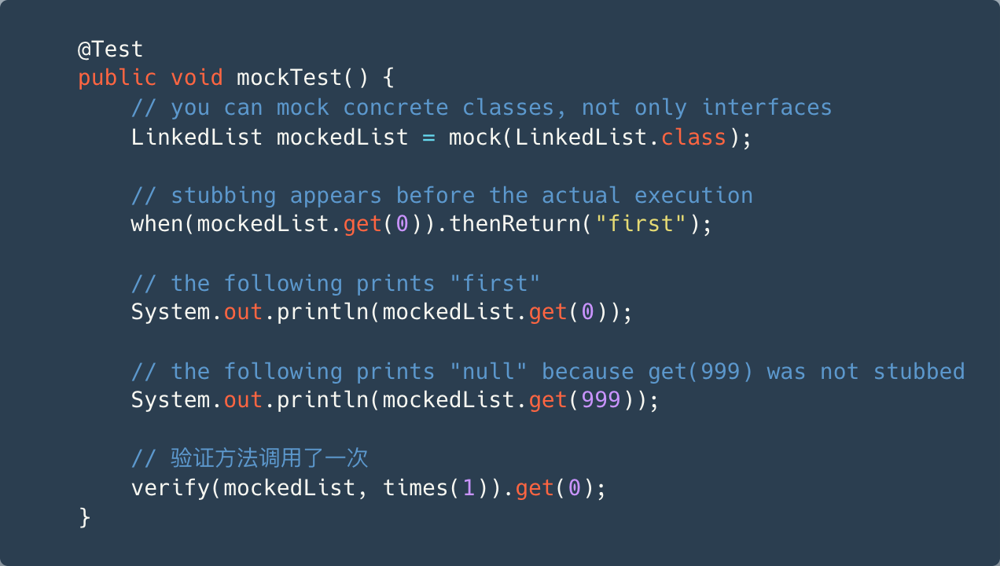 @Test
public void mockTest() {
    // you can mock concrete classes, not only interfaces
    LinkedList mockedList = mock(LinkedList.class);

    // stubbing appears before the actual execution
    when(mockedList.get(0)).thenReturn("first");

    // the following prints "first"
    System.out.println(mockedList.get(0));

    // the following prints "null" because get(999) was not stubbed
    System.out.println(mockedList.get(999));

    // 验证方法调用了一次
    verify(mockedList, times(1)).get(0);
}